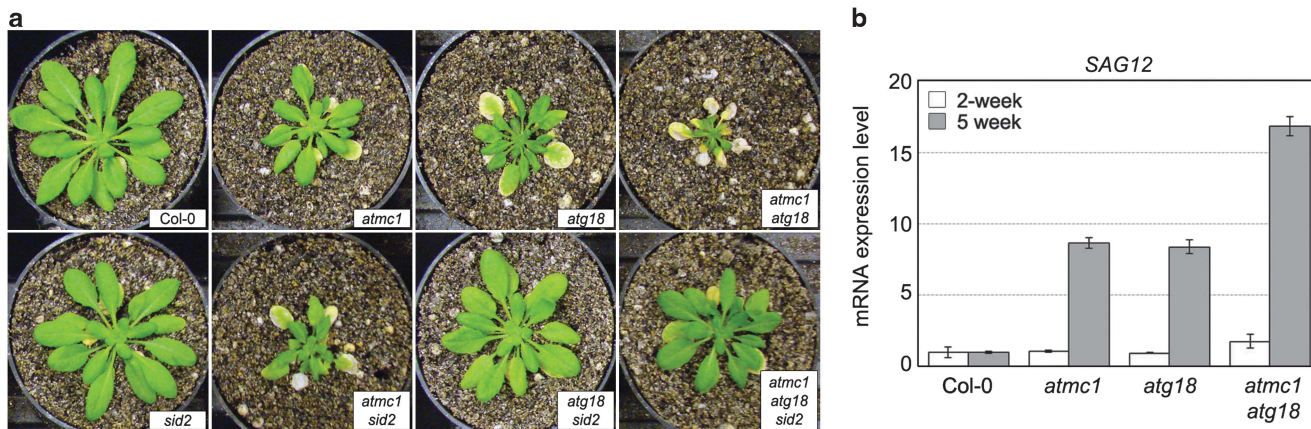 a
Col-0
atmc1
atg18
atmc1
atg18
sid2
atmc1
sid2
atg18
sid2
atmc1
atg18
sid2
b
SAG12
2-week
5 week
mRNA expression level
20
15
10
5
0
Col-0
atmc1
atg18
atmc1
atg18